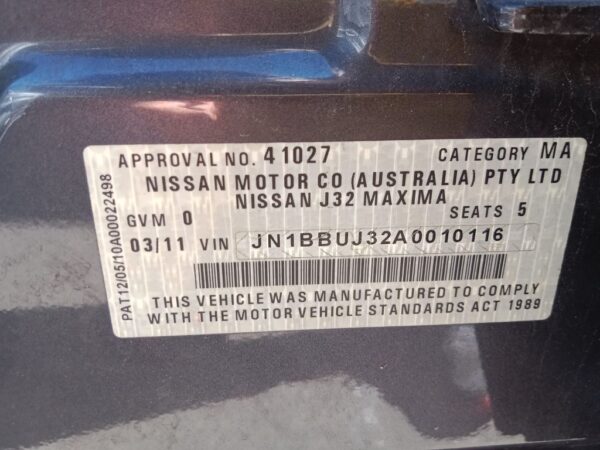 APPROVAL NO. 41027 CATEGORY MA
NISSAN MOTOR CO (AUSTRALIA) PTY LTD
NISSAN J32 MAXIMA
GVM 0 SEATS 5
03/11 VIN JN1BBUJ32A0010116
THIS VEHICLE WAS MANUFACTURED TO COMPLY
WITH THE MOTOR VEHICLE STANDARDS ACT 1989
PAT12/05/10A00022498